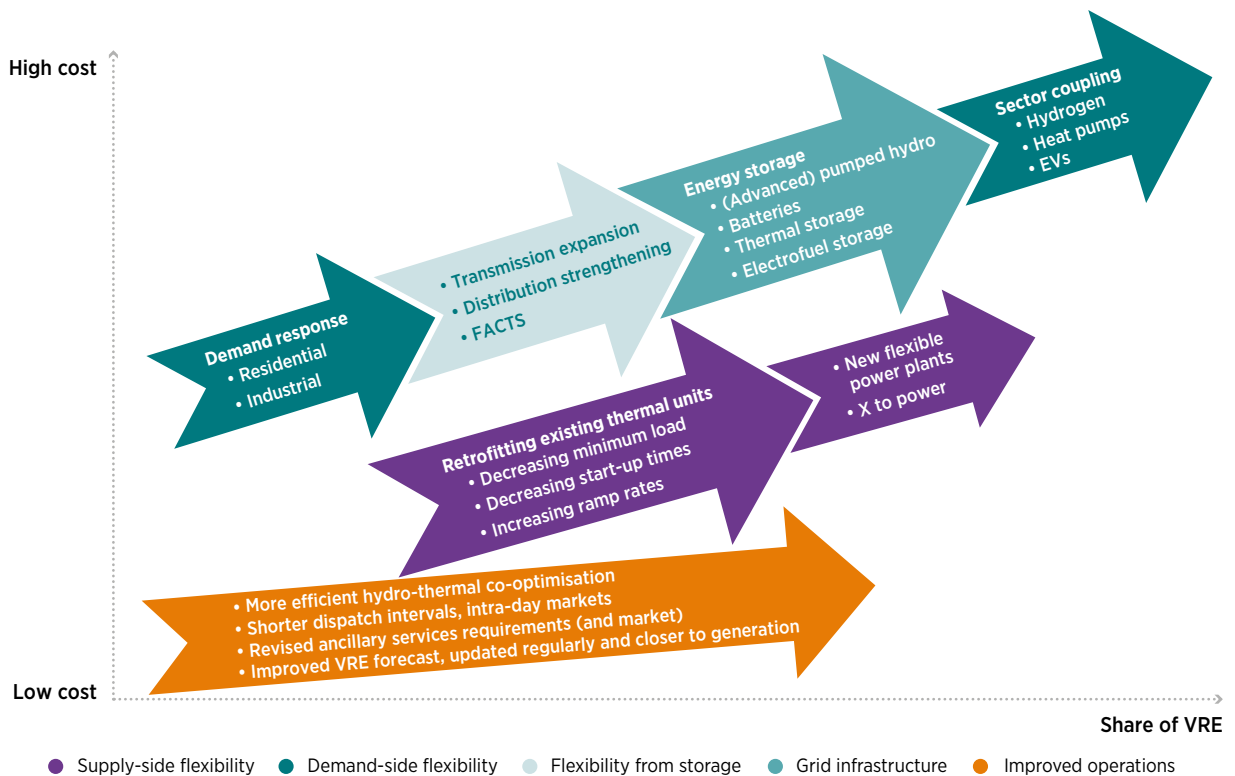 High cost
Sector coupling
• Hydrogen
• Heat pumps
• EVs
Energy storage
• (Advanced) pumped hydro
• Batteries
• Thermal storage
• Electrofuel storage
• Transmission expansion
• Distribution strengthening
• FACTS
Demand response
• Residential
• Industrial
• New flexible
power plants
• X to power
Retrofitting existing thermal units
• Decreasing minimum load
• Decreasing start-up times
• Increasing ramp rates
• More efficient hydro-thermal co-optimisation
• Shorter dispatch intervals, intra-day markets
• Revised ancillary services requirements (and market)
• Improved VRE forecast, updated regularly and closer to generation
Low cost
Share of VRE
Supply-side flexibility
Demand-side flexibility
Flexibility from storage
Grid infrastructure
Improved operations